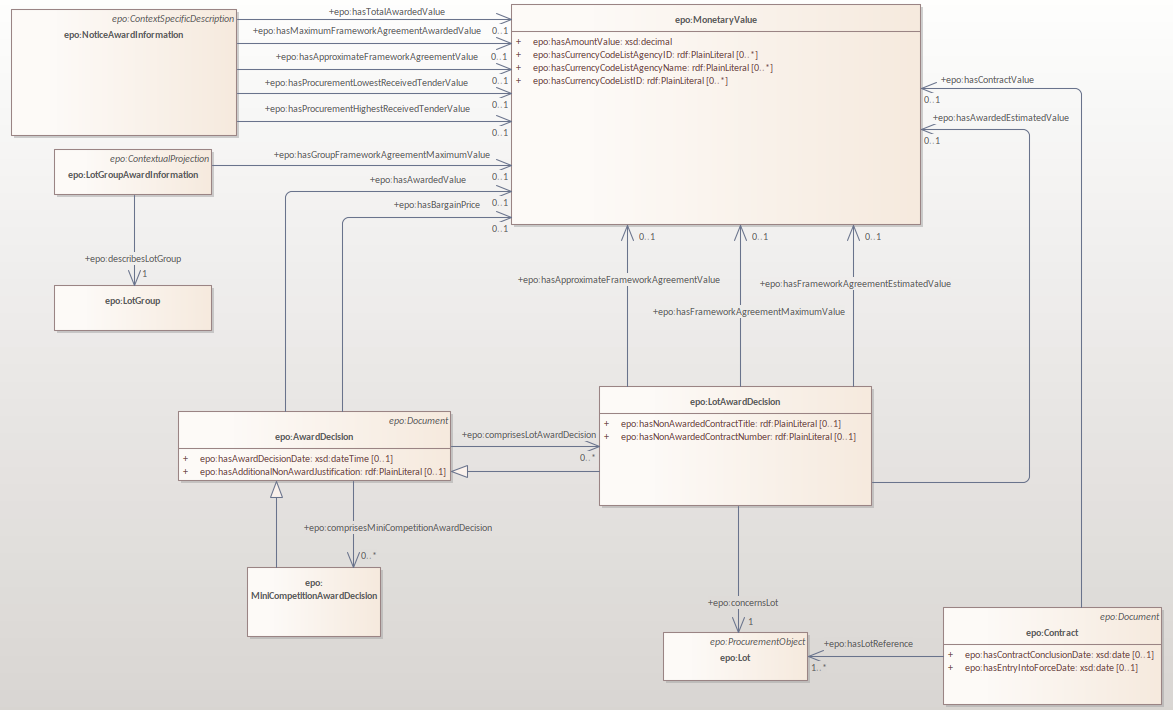 epo:ContextSpecificDescription
epo:NoticeAwardInformation
+epo:hasTotalAwardedValue
0..1
+epo:hasMaximumFrameworkAgreementAwardedValue
0..1
+epo:hasApproximateFrameworkAgreementValue
0..1
+epo:hasProcurementLowestReceivedTenderValue
0..1
+epo:hasProcurementHighestReceivedTenderValue
0..1
epo:MonetaryValue
+ epo:hasAmountValue: xsd:decimal
+ epo:hasCurrencyCodeListAgencyID: rdf:PlainLiteral [0..*]
+ epo:hasCurrencyCodeListAgencyName: rdf:PlainLiteral [0..*]
+ epo:hasCurrencyCodeListID: rdf:PlainLiteral [0..*]
+epo:hasContractValue
0..1
+epo:hasAwardedEstimatedValue
0..1
epo:ContextualProjection
epo:LotGroupAwardInformation
+epo:hasGroupFrameworkAgreementMaximumValue
0..1
+epo:hasAwardedValue
0..1
+epo:hasBargainPrice
0..1
+epo:describesLotGroup
1
epo:LotGroup
0..1
0..1
0..1
+epo:hasApproximateFrameworkAgreementValue
+epo:hasFrameworkAgreementEstimatedValue
+epo:hasFrameworkAgreementMaximumValue
epo:Document
epo:AwardDecision
+ epo:hasAwardDecisionDate: xsd:dateTime [0..1]
+ epo:hasAdditionalNonAwardJustification: rdf:PlainLiteral [0..1]
+epo:comprisesLotAwardDecision
0..*
epo:LotAwardDecision
+ epo:hasNonAwardedContractTitle: rdf:PlainLiteral [0..1]
+ epo:hasNonAwardedContractNumber: rdf:PlainLiteral [0..1]
+epo:comprisesMiniCompetitionAwardDecision
0..*
epo:
MiniCompetitionAwardDecision
+epo:concernsLot
1
epo:ProcurementObject
epo:Lot
+epo:hasLotReference
1..*
epo:Document
epo:Contract
+ epo:hasContractConclusionDate: xsd:date [0..1]
+ epo:hasEntryIntoForceDate: xsd:date [0..1]